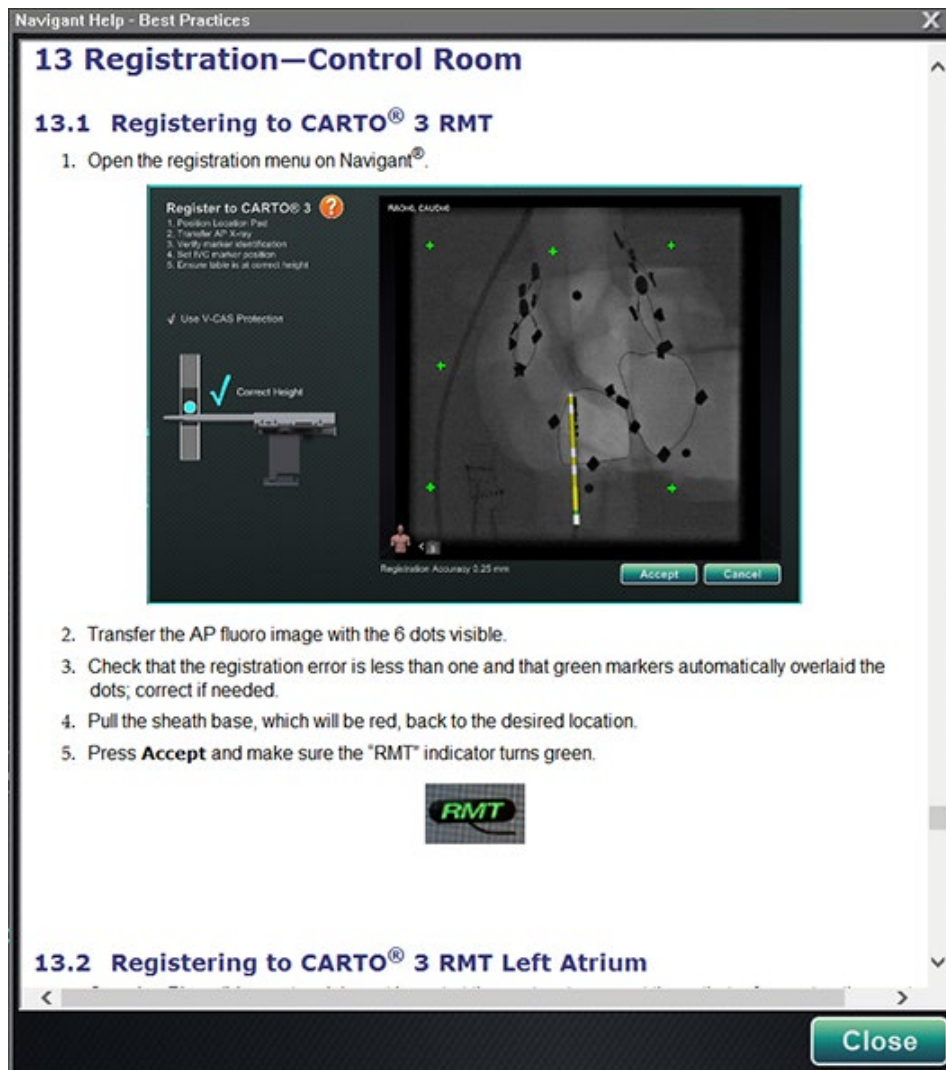 Navigant Help - Best Practices
X
13 Registration—Control Room
13.1 Registering to CARTO® 3 RMT
1. Open the registration menu on Navigant®.
Register to CARTO® 3
?
1. Position Location Pad
2. Transfer AP X-ray
3. Verify marker identification
4. Set IVC marker position
5. Ensure table is at correct height
Use V-CAS Protection
Correct Height
Registration Accuracy 0.25 mm
Accept
Cancel
2. Transfer the AP fluoro image with the 6 dots visible.
3. Check that the registration error is less than one and that green markers automatically overlaid the
dots; correct if needed.
4. Pull the sheath base, which will be red, back to the desired location.
5. Press Accept and make sure the “RMT” indicator turns green.
RMT
13.2 Registering to CARTO® 3 RMT Left Atrium
Close